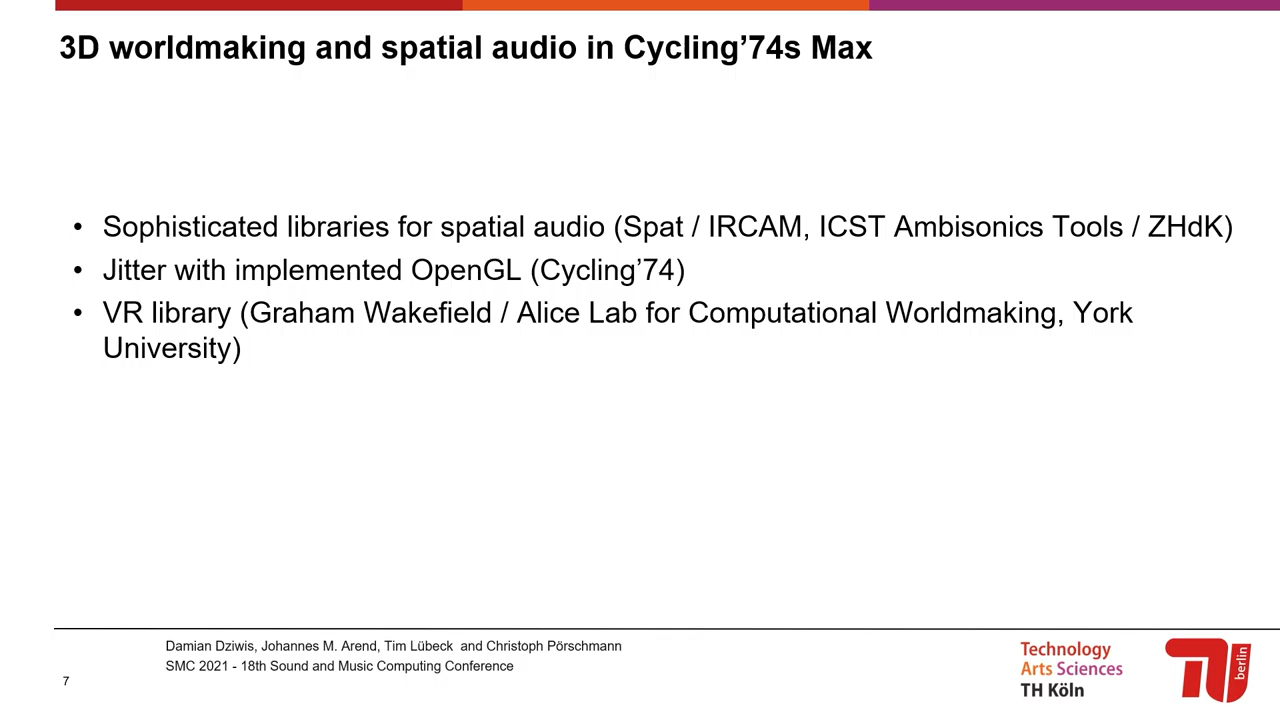 3D worldmaking and spatial audio in Cycling’74s Max
• Sophisticated libraries for spatial audio (Spat / IRCAM, ICST Ambisonics Tools / ZHdK)
• Jitter with implemented OpenGL (Cycling’74)
• VR library (Graham Wakefield / Alice Lab for Computational Worldmaking, York
University)
Damian Dziwis, Johannes M. Arend, Tim Lübeck and Christoph Pörschmann
SMC 2021 - 18th Sound and Music Computing Conference
7
Technology
Arts Sciences
TH Köln
TU berlin